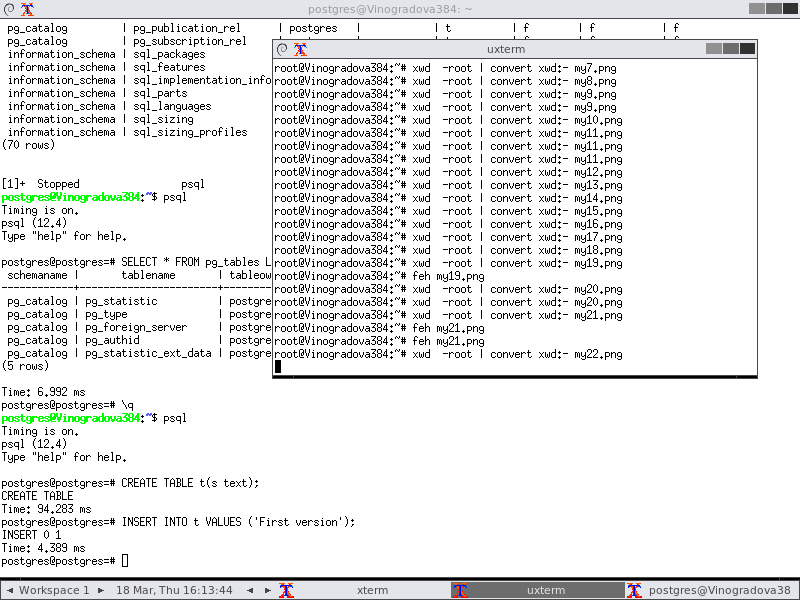 postgres@Vinogradova384: ~
pg_catalog | pg_publication_rel | postgres | | t | f | f | f
pg_catalog | pg_subscription_rel
information_schema | sql_packages
information_schema | sql_features
information_schema | sql_implementation_info
information_schema | sql_parts
information_schema | sql_languages
information_schema | sql_sizing
information_schema | sql_sizing_profiles
(70 rows)
[1]+ Stopped psql
postgres@Vinogradova384:~$ psql
Timing is on.
psql (12.4)
Type "help" for help.
postgres@postgres=# SELECT * FROM pg_tables L
schemaname | tablename | tableow
-----------+----------------------+--------
pg_catalog | pg_statistic | postgre
pg_catalog | pg_type | postgre
pg_catalog | pg_foreign_server | postgre
pg_catalog | pg_authid | postgre
pg_catalog | pg_statistic_ext_data | postgre
(5 rows)
Time: 6.992 ms
postgres@postgres=# \q
postgres@Vinogradova384:~$ psql
Timing is on.
psql (12.4)
Type "help" for help.
postgres@postgres=# CREATE TABLE t(s text);
CREATE TABLE
Time: 94.283 ms
postgres@postgres=# INSERT INTO t VALUES ('First version');
INSERT 0 1
Time: 4.389 ms
postgres@postgres=#
uxterm
root@Vinogradova384:~# xwd -root | convert xwd:- my7.png
root@Vinogradova384:~# xwd -root | convert xwd:- my8.png
root@Vinogradova384:~# xwd -root | convert xwd:- my9.png
root@Vinogradova384:~# xwd -root | convert xwd:- my9.png
root@Vinogradova384:~# xwd -root | convert xwd:- my10.png
root@Vinogradova384:~# xwd -root | convert xwd:- my11.png
root@Vinogradova384:~# xwd -root | convert xwd:- my11.png
root@Vinogradova384:~# xwd -root | convert xwd:- my11.png
root@Vinogradova384:~# xwd -root | convert xwd:- my12.png
root@Vinogradova384:~# xwd -root | convert xwd:- my13.png
root@Vinogradova384:~# xwd -root | convert xwd:- my14.png
root@Vinogradova384:~# xwd -root | convert xwd:- my15.png
root@Vinogradova384:~# xwd -root | convert xwd:- my16.png
root@Vinogradova384:~# xwd -root | convert xwd:- my17.png
root@Vinogradova384:~# xwd -root | convert xwd:- my18.png
root@Vinogradova384:~# xwd -root | convert xwd:- my19.png
root@Vinogradova384:~# feh my19.png
root@Vinogradova384:~# xwd -root | convert xwd:- my20.png
root@Vinogradova384:~# xwd -root | convert xwd:- my20.png
root@Vinogradova384:~# xwd -root | convert xwd:- my21.png
root@Vinogradova384:~# feh my21.png
root@Vinogradova384:~# feh my21.png
root@Vinogradova384:~# xwd -root | convert xwd:- my22.png
Workspace 1 18 Mar, Thu 16:13:44 xterm uxterm postgres@Vinogradova38